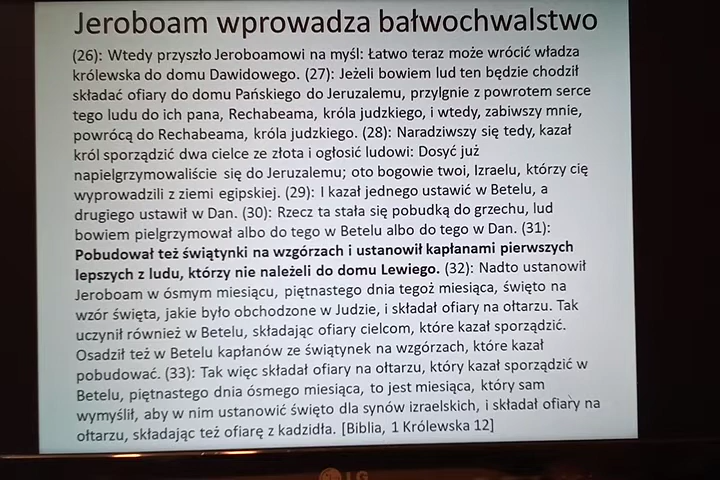 Jeroboam wprowadza bałwochwalstwo
(26): Wtedy przyszło Jeroboamowi na myśl: Łatwo teraz może wrócić władza
królewska do domu Dawidowego. (27): Jeżeli bowiem lud ten będzie chodził
składać ofiary do domu Pańskiego do Jeruzalemu, przylgnie z powrotem serce
tego ludu do ich pana, Rechabeama, króla judzkiego, i wtedy, zabiwszy mnie,
powrócą do Rechabeama, króla judzkiego. (28): Naradziwszy się tedy, kazał
król sporządzić dwa cielce ze złota i ogłosić ludowi: Dosyć już
napielgrzymowaliście się do Jeruzalemu; oto bogowie twoi, Izraelu, którzy cię
wyprowadzili z ziemi egipskiej. (29): I kazał jednego ustawić w Betelu, a
drugiego ustawił w Dan. (30): Rzecz ta stała się pobudką do grzechu, lud
bowiem pielgrzymował albo do tego w Betelu albo do tego w Dan. (31):
Pobudował też świątynki na wzgórzach i ustanowił kapłanami pierwszych
lepszych z ludu, którzy nie należeli do domu Lewiego. (32): Nadto ustanowił
Jeroboam w ósmym miesiącu, piętnastego dnia tegoż miesiąca, święto na
wzór święta, jakie było obchodzone w Judzie, i składał ofiary na ołtarzu. Tak
uczynił również w Betelu, składając ofiary cielcom, które kazał sporządzić.
Osadził też w Betelu kapłanów ze świątynek na wzgórzach, które kazał
pobudować. (33): Tak więc składał ofiary na ołtarzu, który kazał sporządzić w
Betelu, piętnastego dnia ósmego miesiąca, to jest miesiąca, który sam
wymyślił, aby w nim ustanowić święto dla synów izraelskich, i składał ofiary na
ołtarzu, składając też ofiarę z kadzidła. [Biblia, 1 Królewska 12]
LG